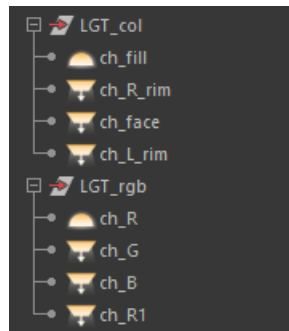 LGT_col
ch_fill
ch_R_rim
ch_face
ch_L_rim
LGT_rgb
ch_R
ch_G
ch_B
ch_R1